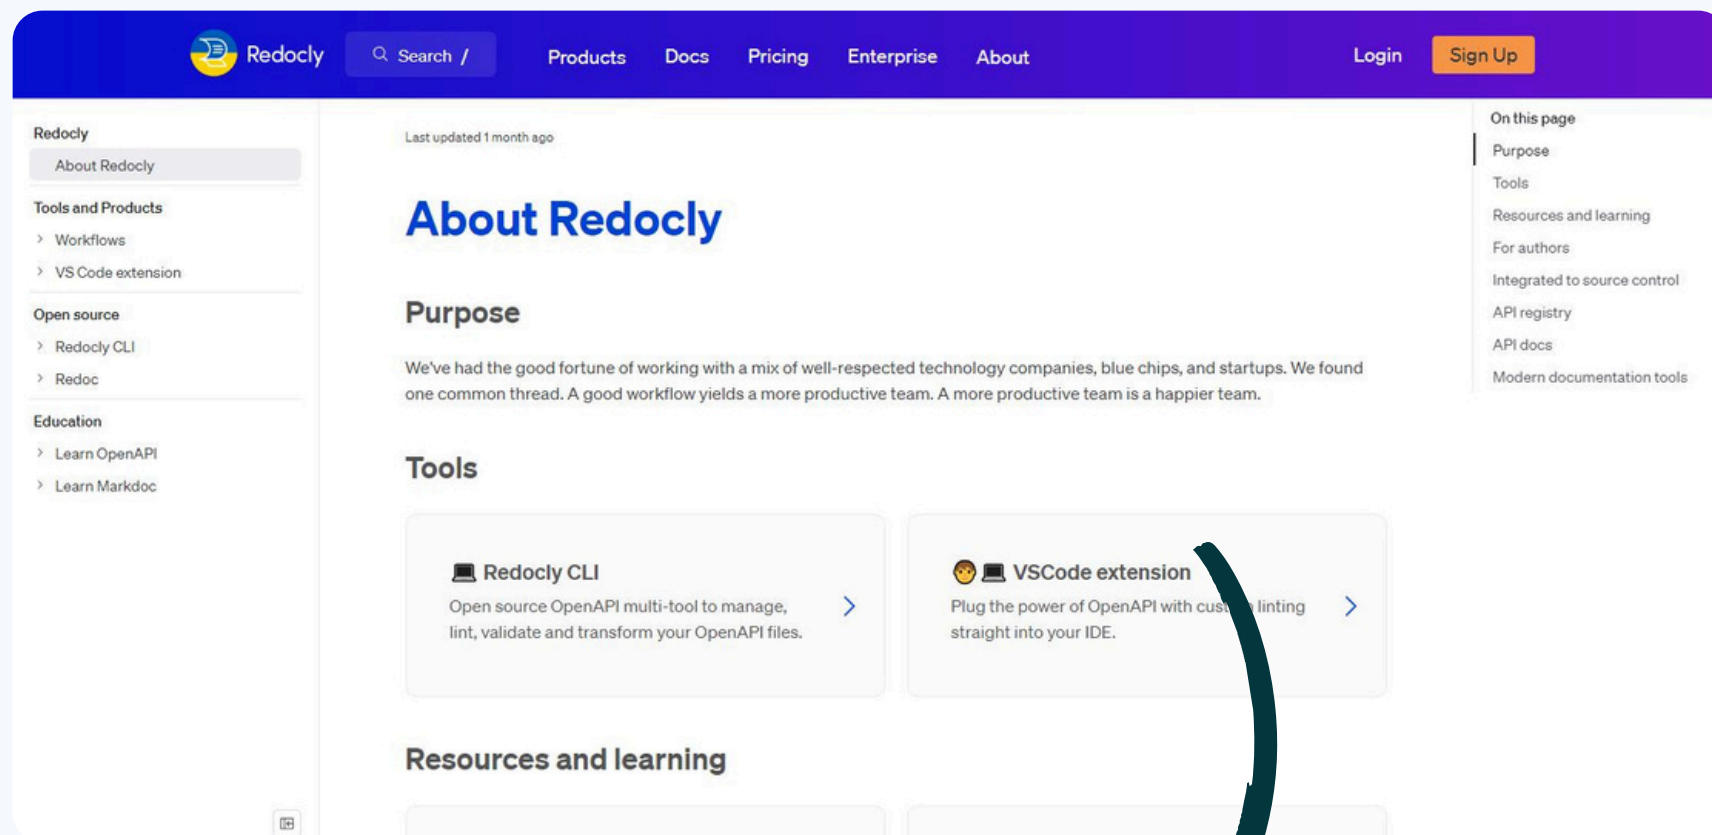 Redocly
Search /
Products
Docs
Pricing
Enterprise
About
Login
Sign Up
Redocly
About Redocly
Tools and Products
Workflows
VS Code extension
Open source
Redocly CLI
Redoc
Education
Learn OpenAPI
Learn Markdoc
Last updated 1 month ago
About Redocly
Purpose
We've had the good fortune of working with a mix of well-respected technology companies, blue chips, and startups. We found
one common thread. A good workflow yields a more productive team. A more productive team is a happier team.
Tools
Redocly CLI
Open source OpenAPI multi-tool to manage,
lint, validate and transform your OpenAPI files.
VSCode extension
Plug the power of OpenAPI with linting
straight into your IDE.
Resources and learning
On this page
Purpose
Tools
Resources and learning
For authors
Integrated to source control
API registry
API docs
Modern documentation tools